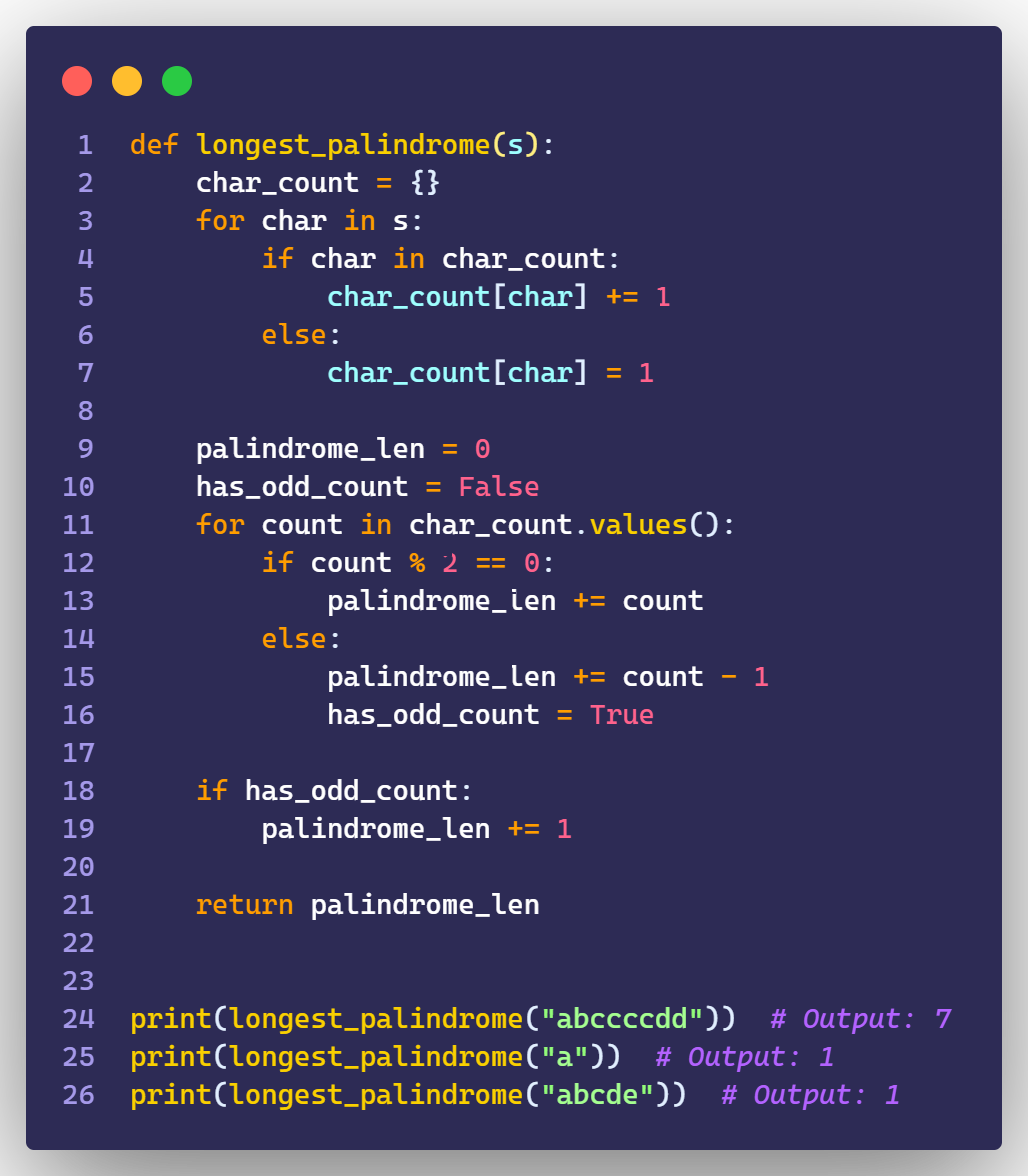 1 def longest_palindrome(s):
2     char_count = {}
3     for char in s:
4         if char in char_count:
5             char_count[char] += 1
6         else:
7             char_count[char] = 1
8
9     palindrome_len = 0
10     has_odd_count = False
11     for count in char_count.values():
12         if count % 2 == 0:
13             palindrome_len += count
14         else:
15             palindrome_len += count - 1
16             has_odd_count = True
17
18     if has_odd_count:
19         palindrome_len += 1
20
21     return palindrome_len
22
23
24 print(longest_palindrome("abccccdd"))  # Output: 7
25 print(longest_palindrome("a"))  # Output: 1
26 print(longest_palindrome("abcde"))  # Output: 1